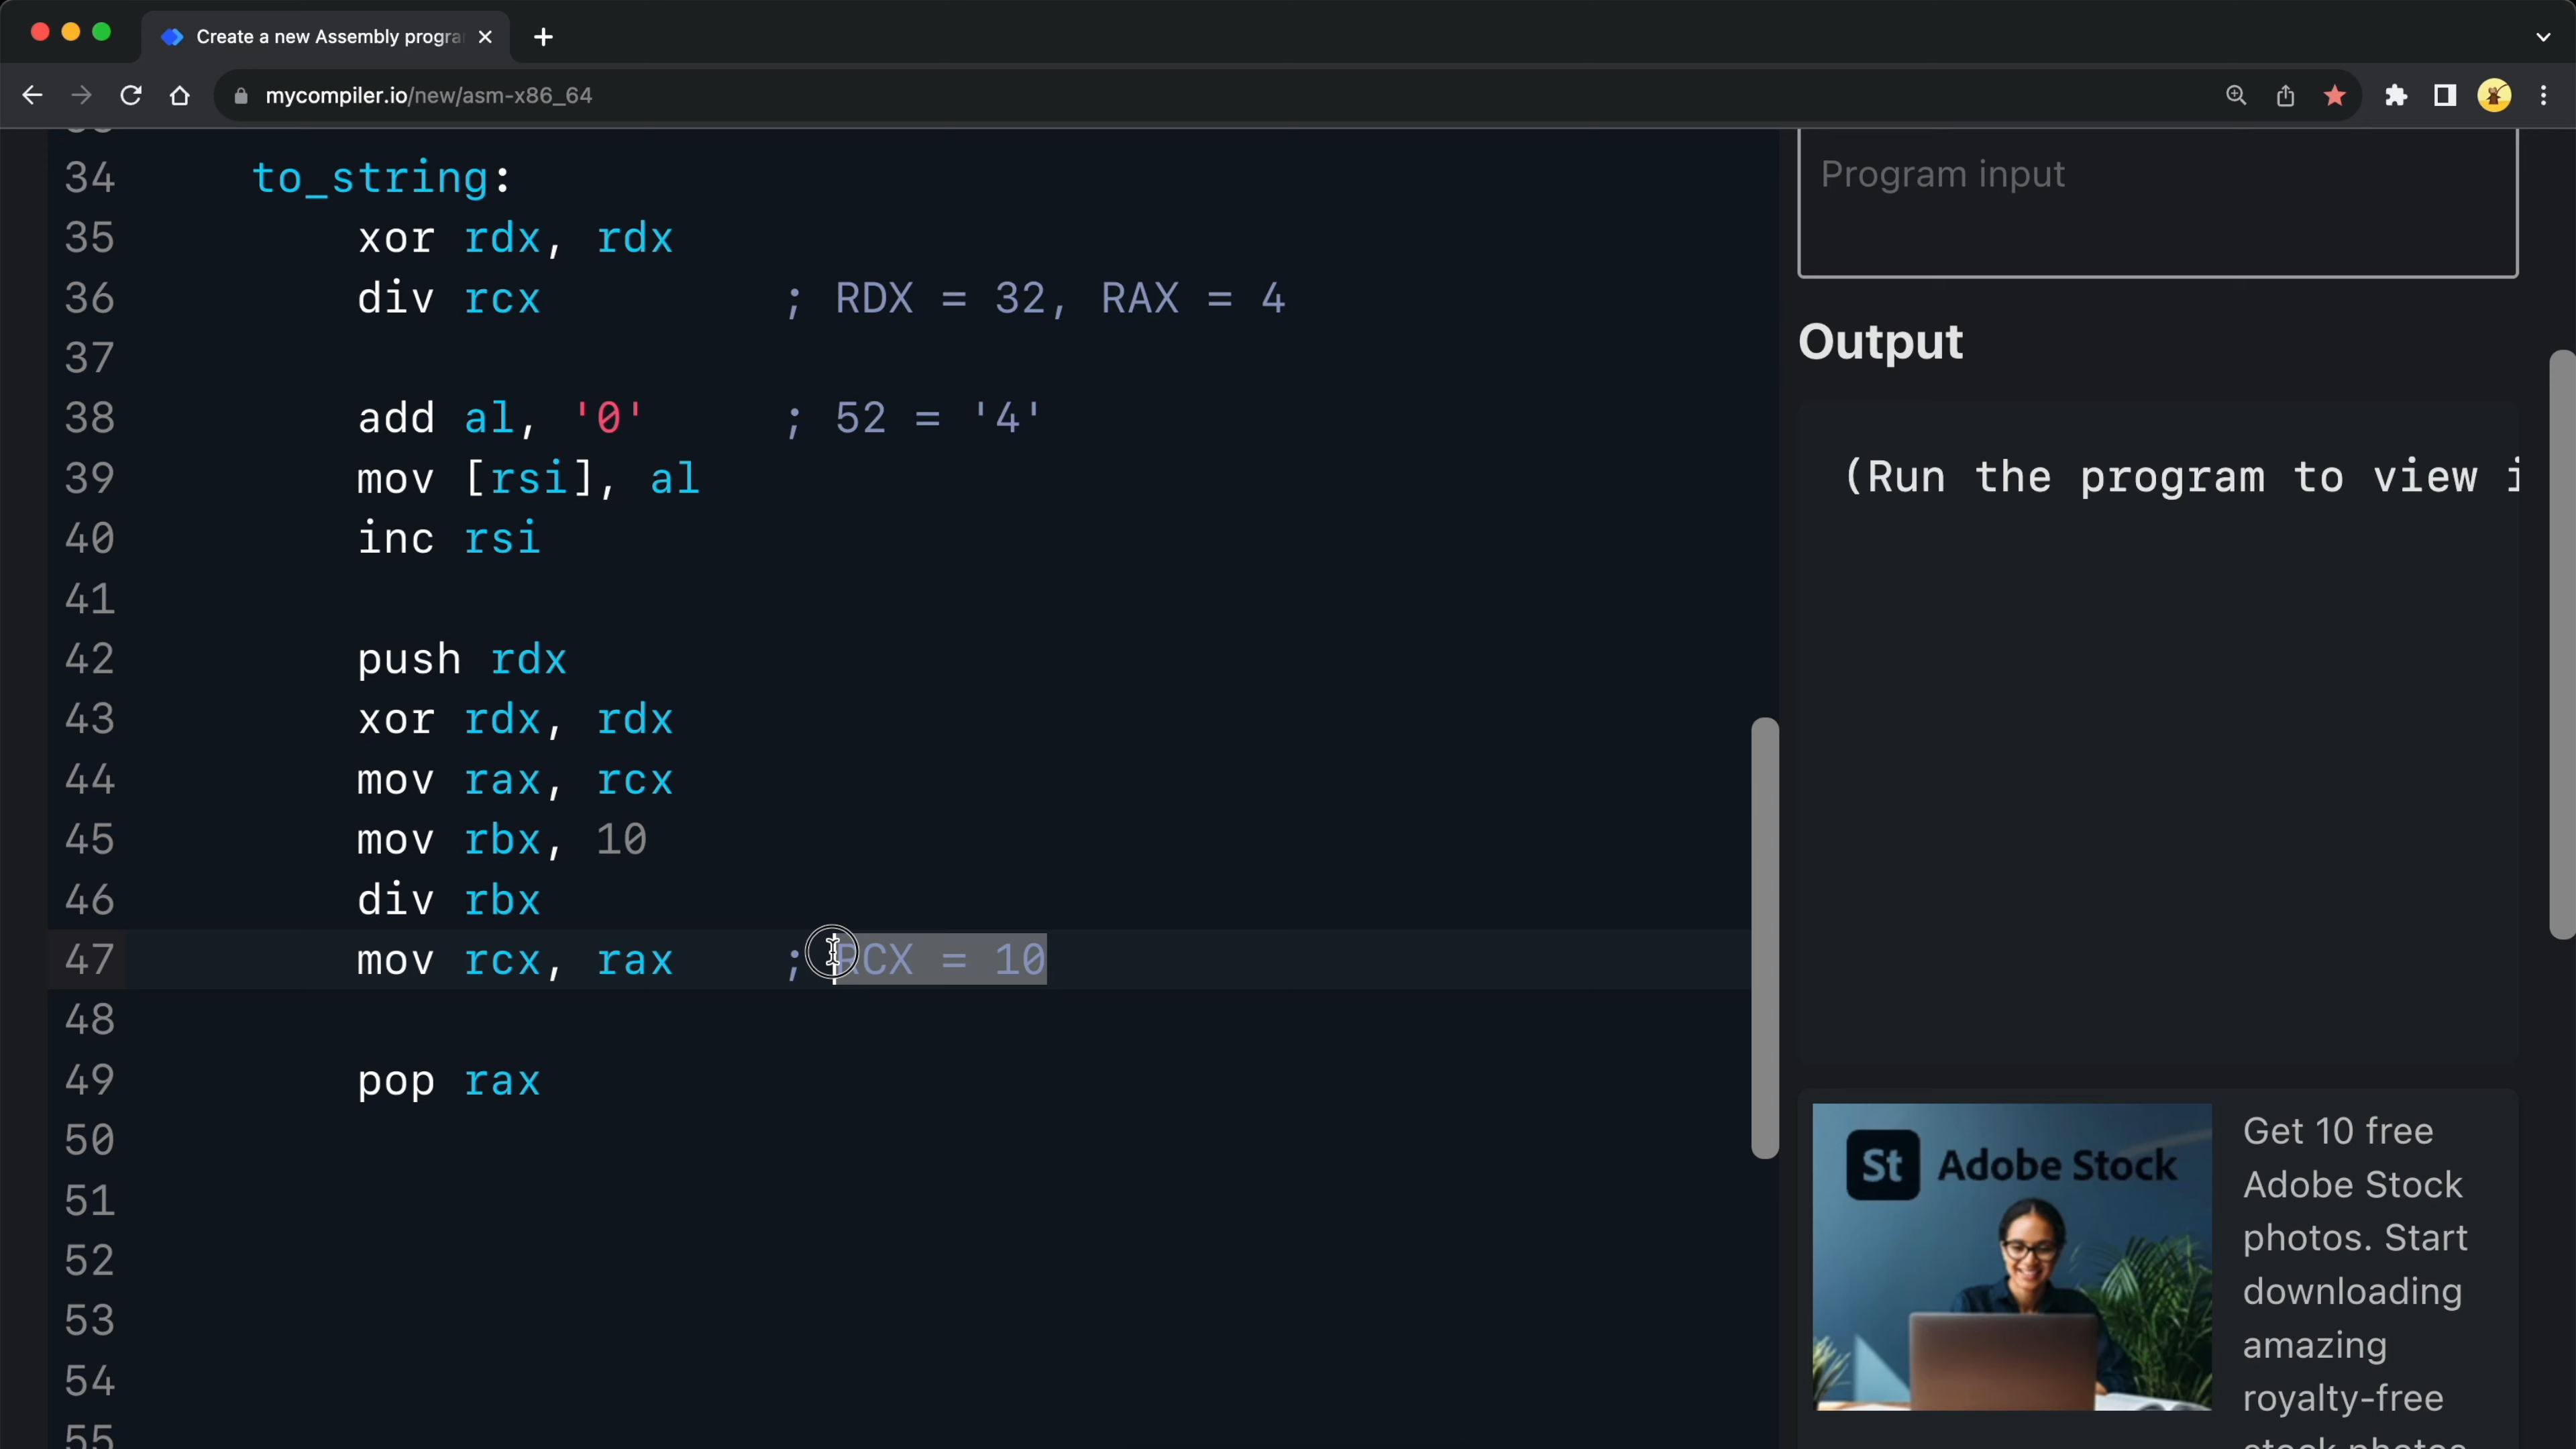 Create a new Assembly progra
mycompiler.io/new/asm-x86_64
34 to_string:
35 xor rdx, rdx
36 div rcx ; RDX = 32, RAX = 4
37
38 add al, '0' ; 52 = '4'
39 mov [rsi], al
40 inc rsi
41
42 push rdx
43 xor rdx, rdx
44 mov rax, rcx
45 mov rbx, 10
46 div rbx
47 mov rcx, rax ; RCX = 10
48
49 pop rax
50
51
52
53
54
55
Program input
Output
(Run the program to view i
St Adobe Stock
Get 10 free
Adobe Stock
photos. Start
downloading
amazing
royalty-free
stock photos